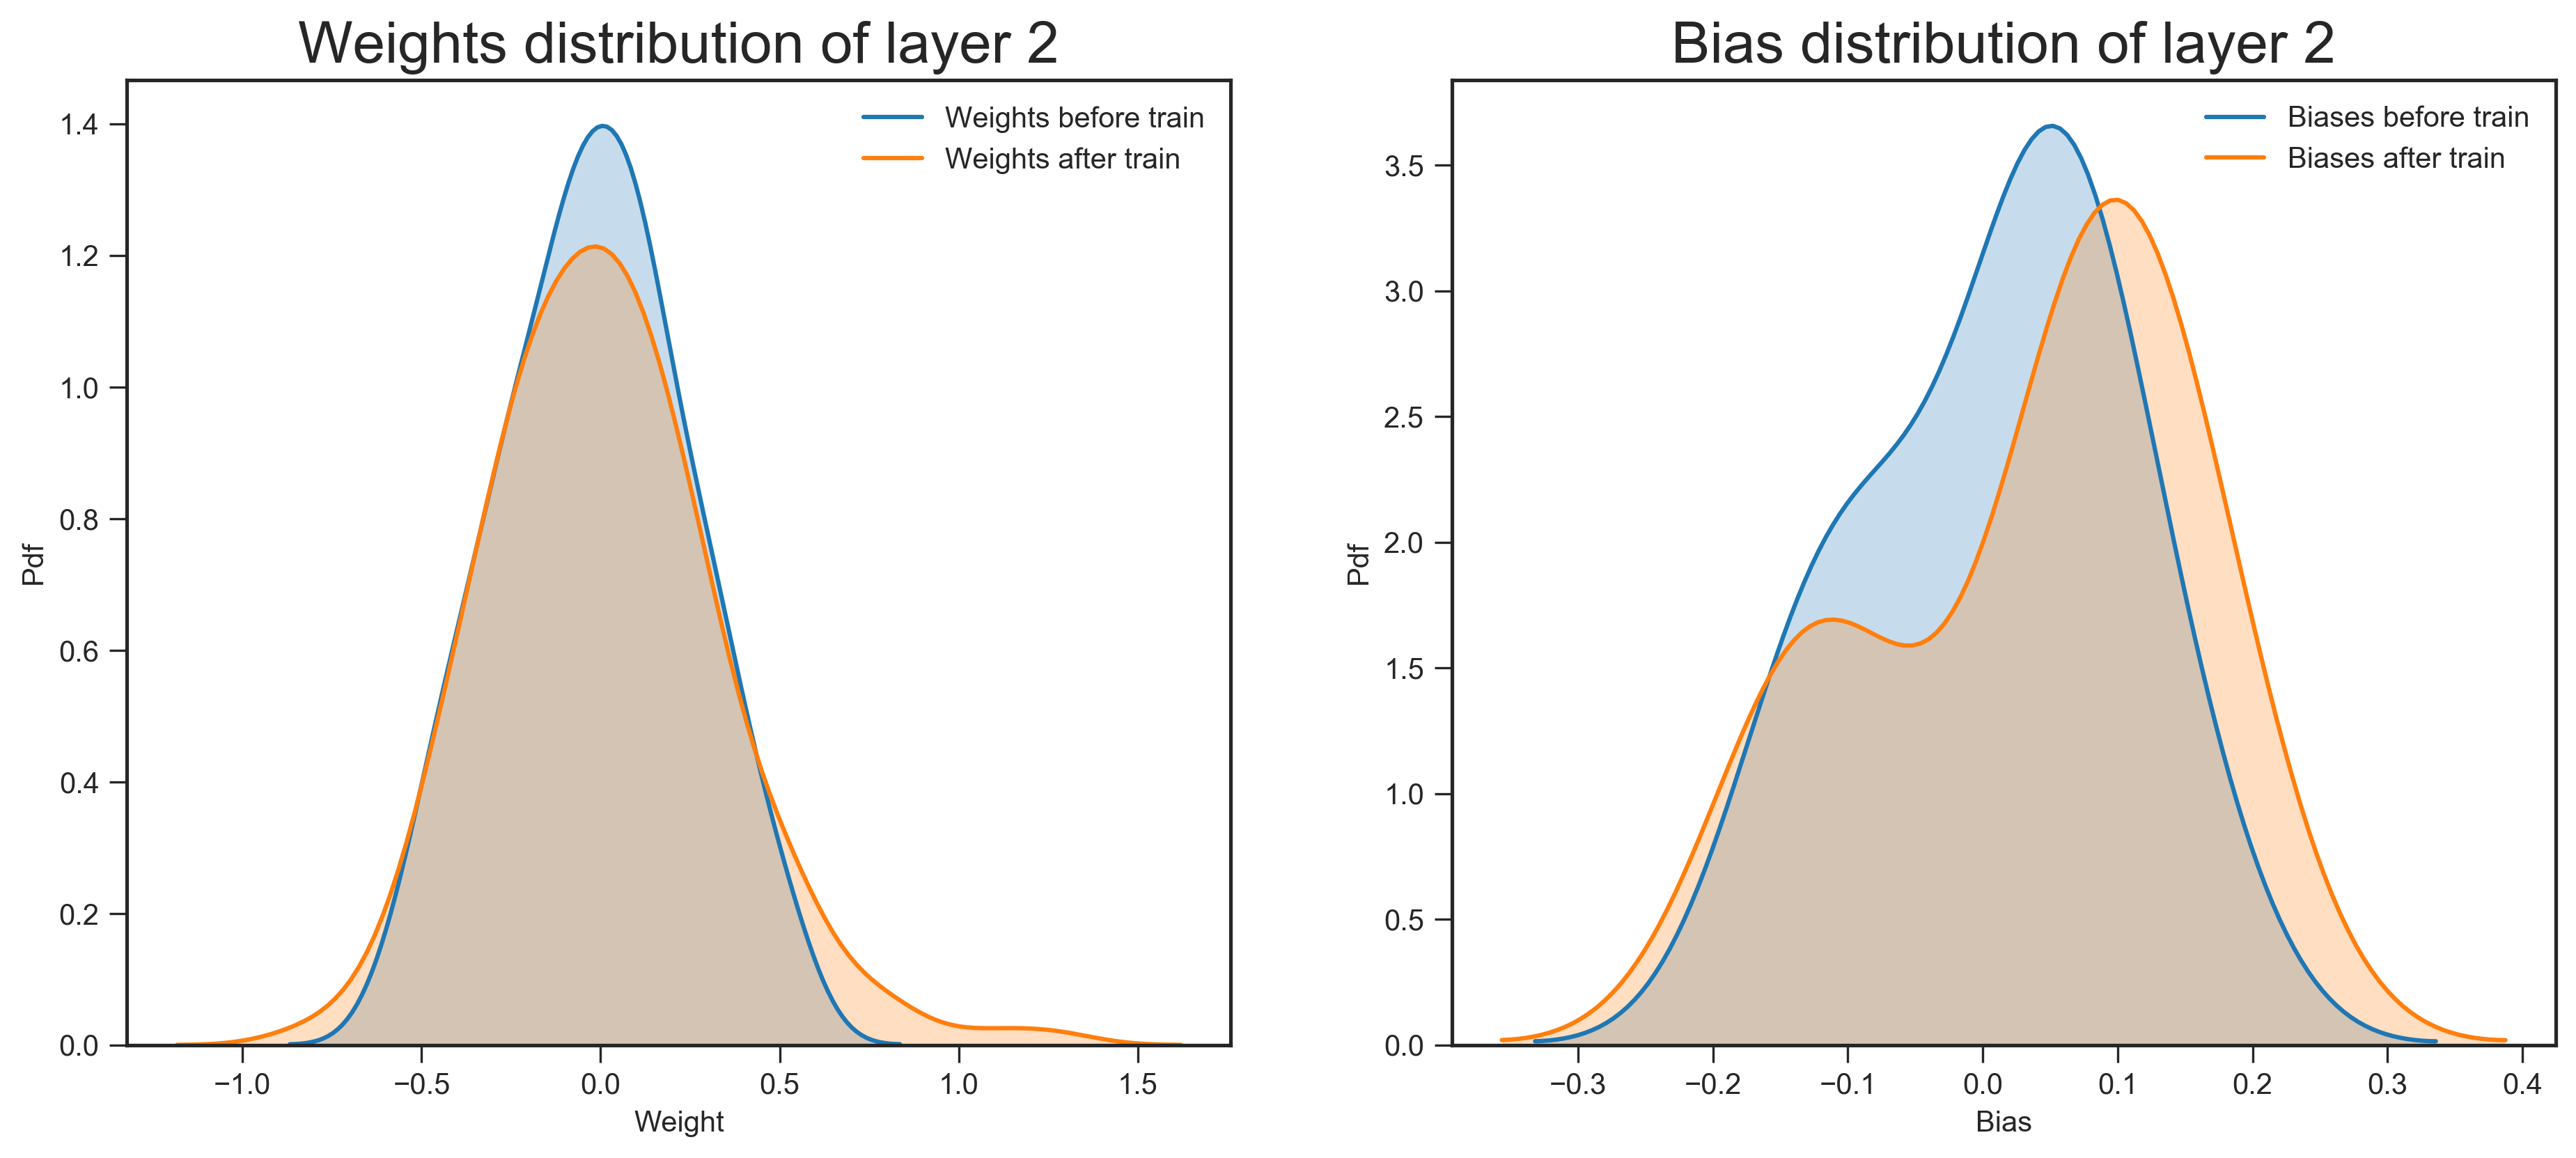 Weights distribution of layer 2
Weights before train
Weights after train
1.4
1.2
1.0
0.8
0.6
0.4
0.2
0.0
Pdf
−1.0 −0.5 0.0 0.5 1.0 1.5
Weight
Bias distribution of layer 2
Biases before train
Biases after train
3.5
3.0
2.5
2.0
1.5
1.0
0.5
0.0
Pdf
−0.3 −0.2 −0.1 0.0 0.1 0.2 0.3 0.4
Bias